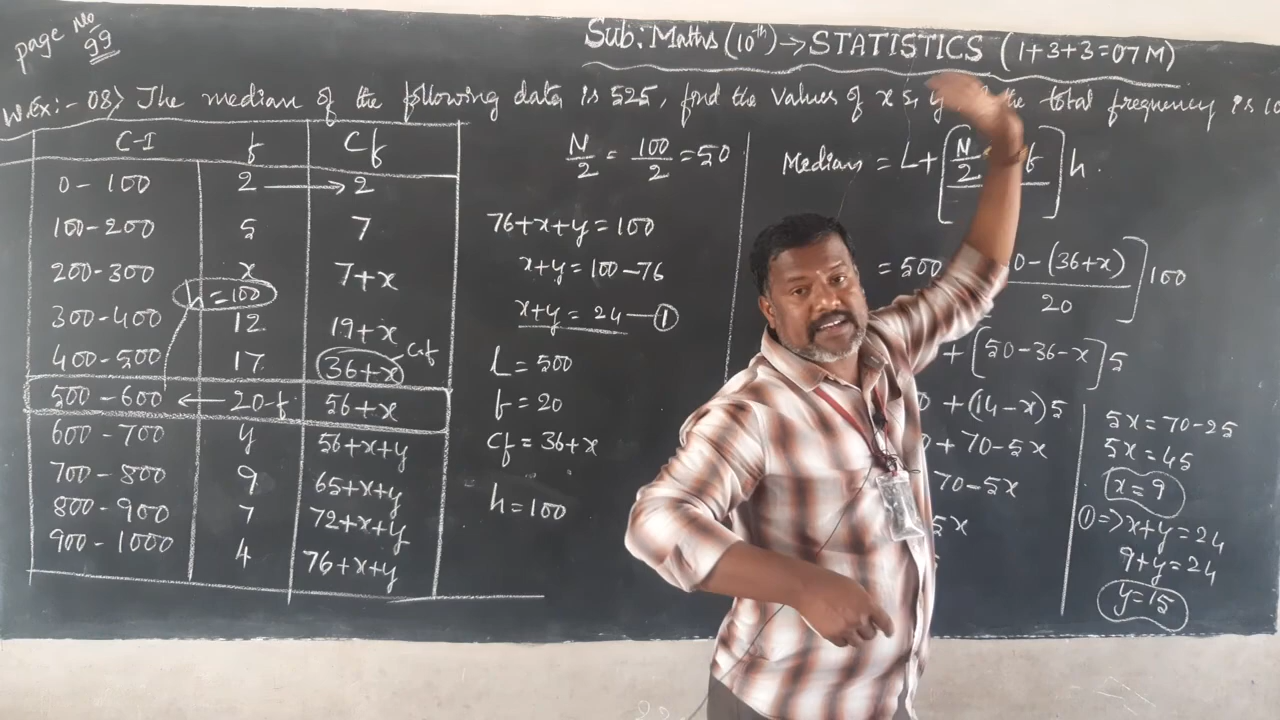 page No 99
Sub: Maths (10th) → STATISTICS (1+3+3=07M)
W.Ex:- 08) The median of the following data is 525, find the values of x & y the total frequency is
C-I f Cf
0-100 2 → 2
100-200 5 7
200-300 x 7+x
h=100
300-400 12 19+x
400-500 17 36+x Cf
500-600 ← 20-f 56+x
600-700 y 56+x+y
700-800 9 65+x+y
800-900 7 72+x+y
900-1000 4 76+x+y
N/2 = 100/2 = 50
76+x+y=100
x+y=100-76
x+y=24 — ①
L=500
f=20
Cf=36+x
h=100
Median = L+[N/2 f] h.
= 500 0-(36+x)/20] 100
+[50-36-x]5
+(14-x)5
+70-5x
70-5x
5x
5x=70-25
5x=45
x=9
① => x+y=24
9+y=24
y=15